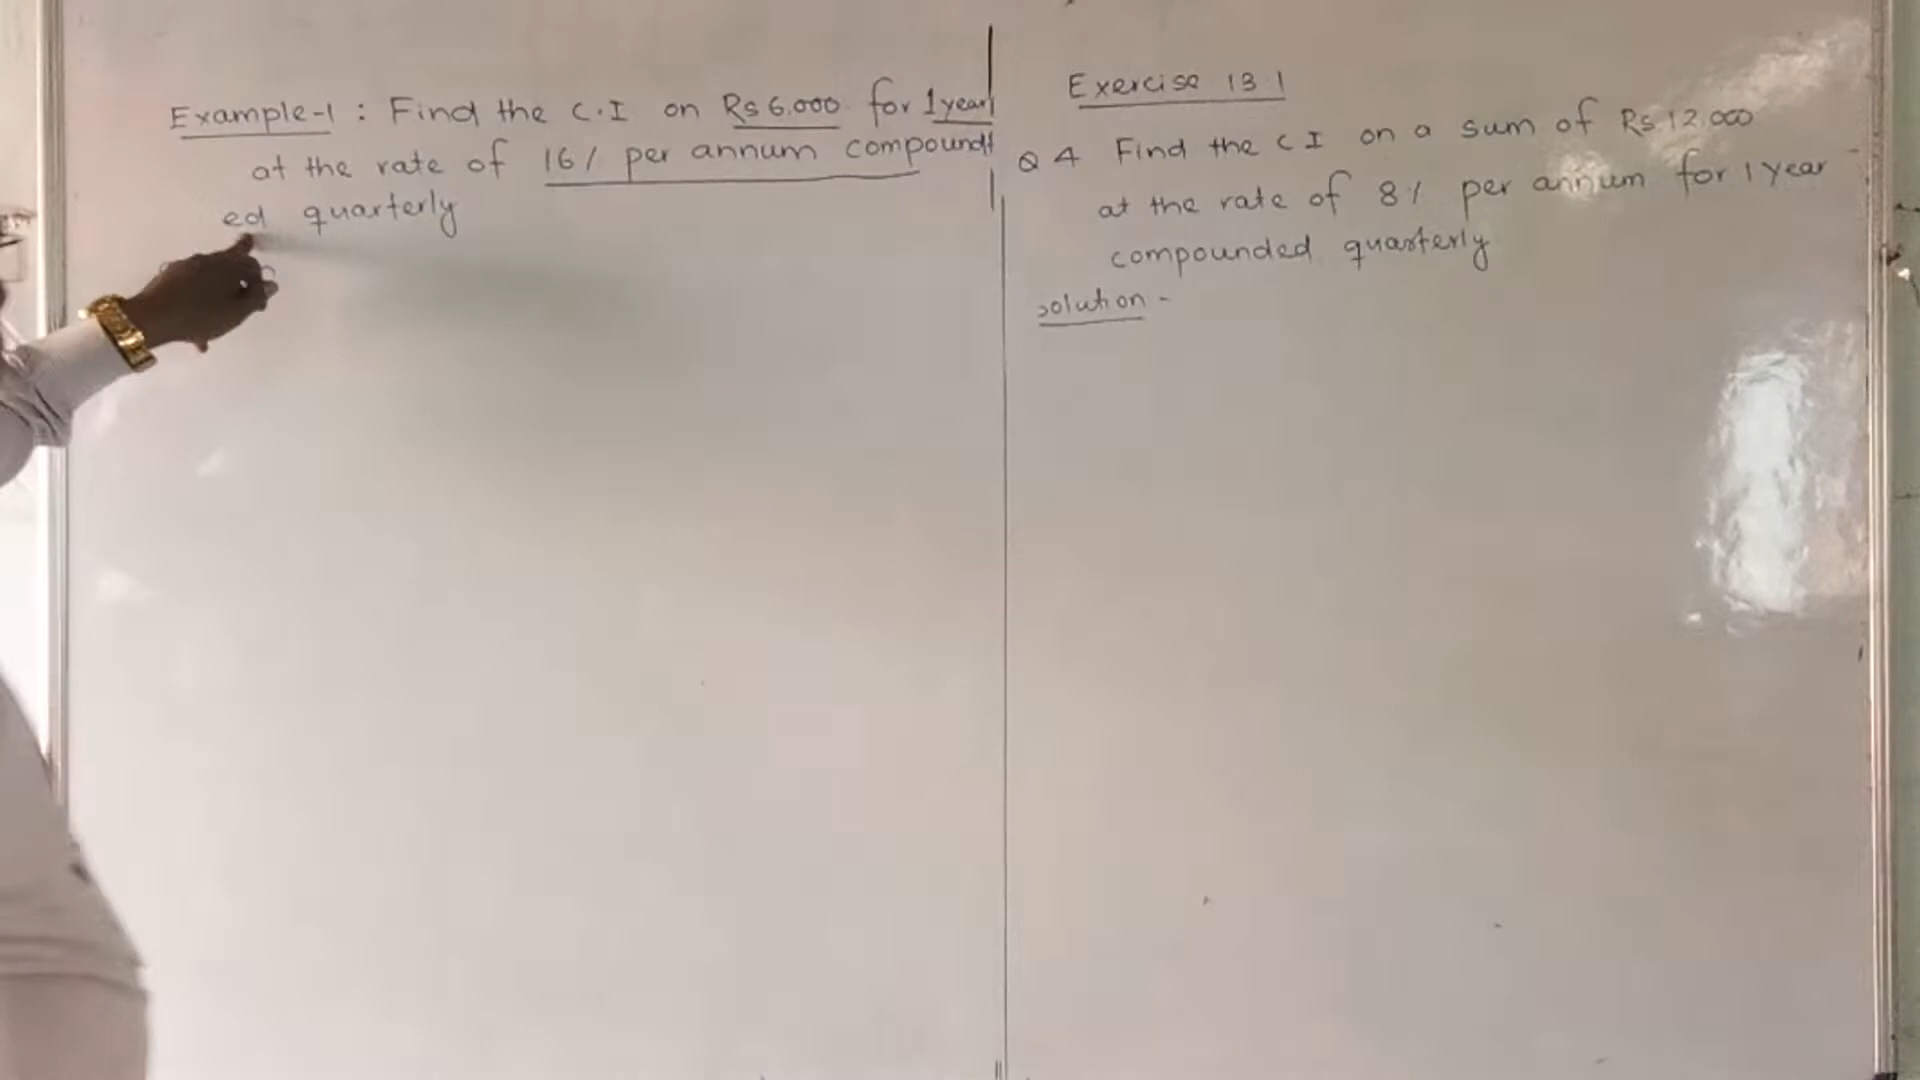 Example-1 : Find the C.I on Rs 6.000 for 1 year
at the rate of 16/ per annum compound
ed quarterly
Exercise 13.1
Q 4 Find the C I on a sum of Rs.12.000
at the rate of 8/ per annum for 1 year
compounded quarterly
solution -